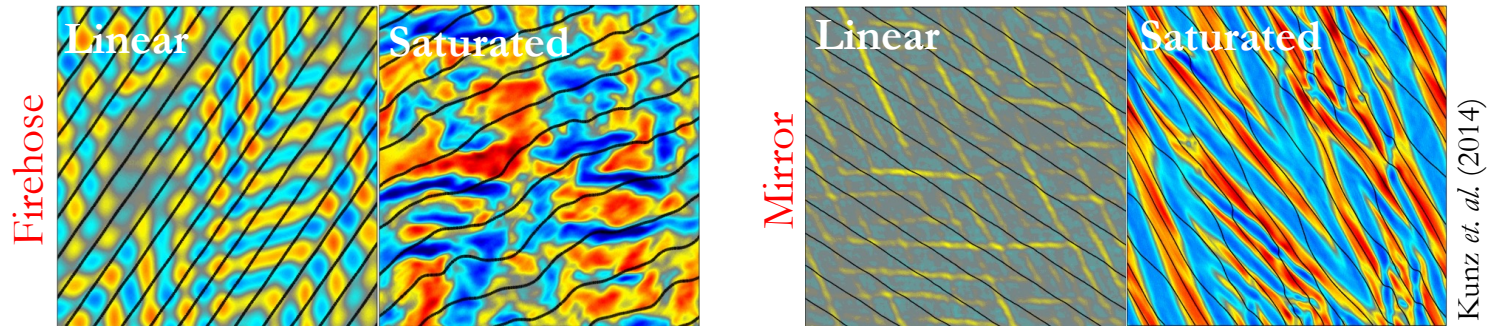 Firehose
Linear
Saturated
Mirror
Linear
Saturated
Kunz et. al. (2014)